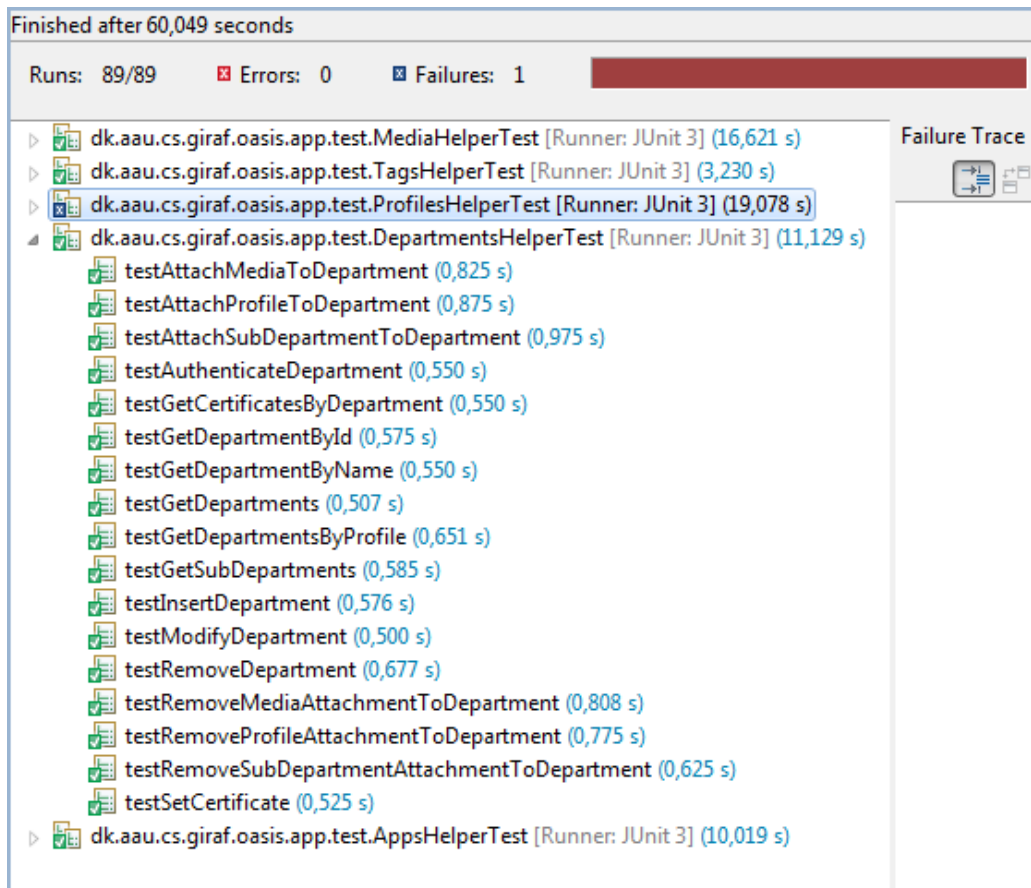 Finished after 60,049 seconds
Runs: 89/89 Errors: 0 Failures: 1
dk.aau.cs.giraf.oasis.app.test.MediaHelperTest [Runner: JUnit 3] (16,621 s)
Failure Trace
dk.aau.cs.giraf.oasis.app.test.TagsHelperTest [Runner: JUnit 3] (3,230 s)
dk.aau.cs.giraf.oasis.app.test.ProfilesHelperTest [Runner: JUnit 3] (19,078 s)
dk.aau.cs.giraf.oasis.app.test.DepartmentsHelperTest [Runner: JUnit 3] (11,129 s)
testAttachMediaToDepartment (0,825 s)
testAttachProfileToDepartment (0,875 s)
testAttachSubDepartmentToDepartment (0,975 s)
testAuthenticateDepartment (0,550 s)
testGetCertificatesByDepartment (0,550 s)
testGetDepartmentById (0,575 s)
testGetDepartmentByName (0,550 s)
testGetDepartments (0,507 s)
testGetDepartmentsByProfile (0,651 s)
testGetSubDepartments (0,585 s)
testInsertDepartment (0,576 s)
testModifyDepartment (0,500 s)
testRemoveDepartment (0,677 s)
testRemoveMediaAttachmentToDepartment (0,808 s)
testRemoveProfileAttachmentToDepartment (0,775 s)
testRemoveSubDepartmentAttachmentToDepartment (0,625 s)
testSetCertificate (0,525 s)
dk.aau.cs.giraf.oasis.app.test.AppsHelperTest [Runner: JUnit 3] (10,019 s)